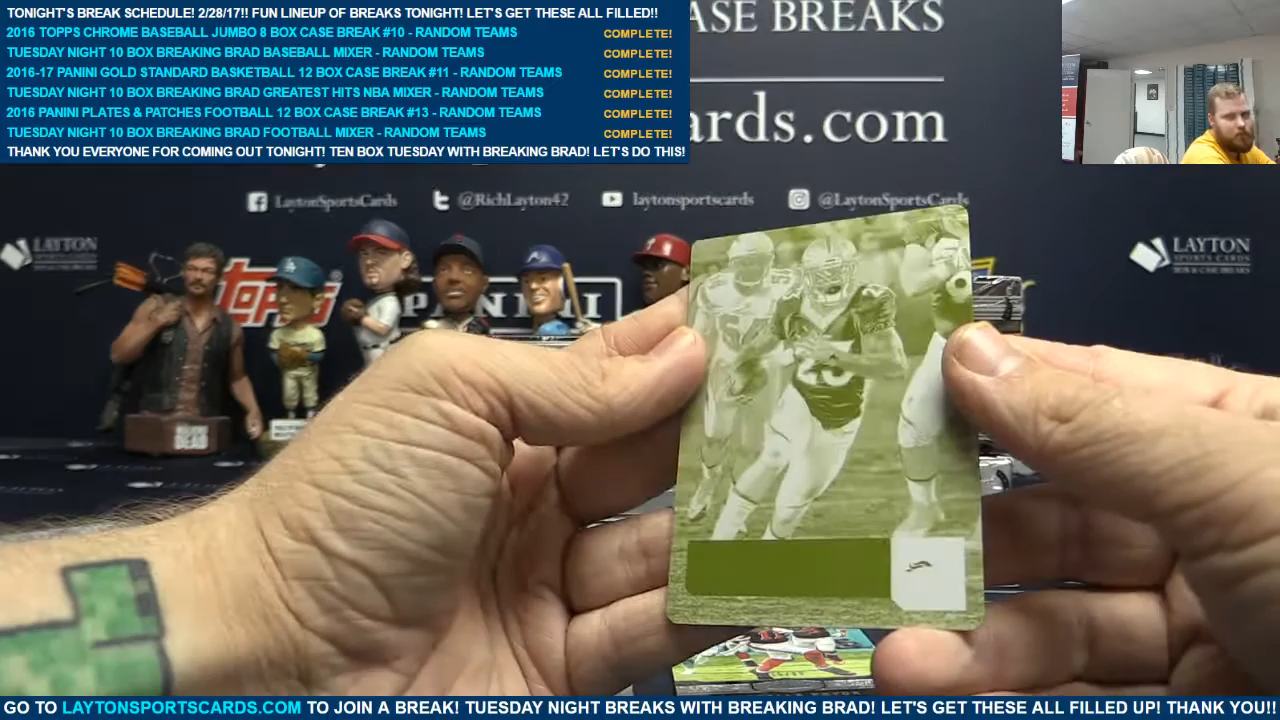 TONIGHT'S BREAK SCHEDULE! 2/28/17!! FUN LINEUP OF BREAKS TONIGHT! LET'S GET THESE ALL FILLED!!
2016 TOPPS CHROME BASEBALL JUMBO 8 BOX CASE BREAK #10 - RANDOM TEAMS COMPLETE!
TUESDAY NIGHT 10 BOX BREAKING BRAD BASEBALL MIXER - RANDOM TEAMS COMPLETE!
2016-17 PANINI GOLD STANDARD BASKETBALL 12 BOX CASE BREAK #11 - RANDOM TEAMS COMPLETE!
TUESDAY NIGHT 10 BOX BREAKING BRAD GREATEST HITS NBA MIXER - RANDOM TEAMS COMPLETE!
2016 PANINI PLATES & PATCHES FOOTBALL 12 BOX CASE BREAK #13 - RANDOM TEAMS COMPLETE!
TUESDAY NIGHT 10 BOX BREAKING BRAD FOOTBALL MIXER - RANDOM TEAMS COMPLETE!
THANK YOU EVERYONE FOR COMING OUT TONIGHT! TEN BOX TUESDAY WITH BREAKING BRAD! LET'S DO THIS!
ASE BREAKS
ards.com
LaytonSportsCards @RichLayton42 laytonsportscards @LaytonSportsCards
LAYTON
LAYTON
SPORTS CARDS
BOX & CASE BREAKS
topps
PANINI
DEAD
GO TO LAYTONSPORTSCARDS.COM TO JOIN A BREAK! TUESDAY NIGHT BREAKS WITH BREAKING BRAD! LET'S GET THESE ALL FILLED UP! THANK YOU!!